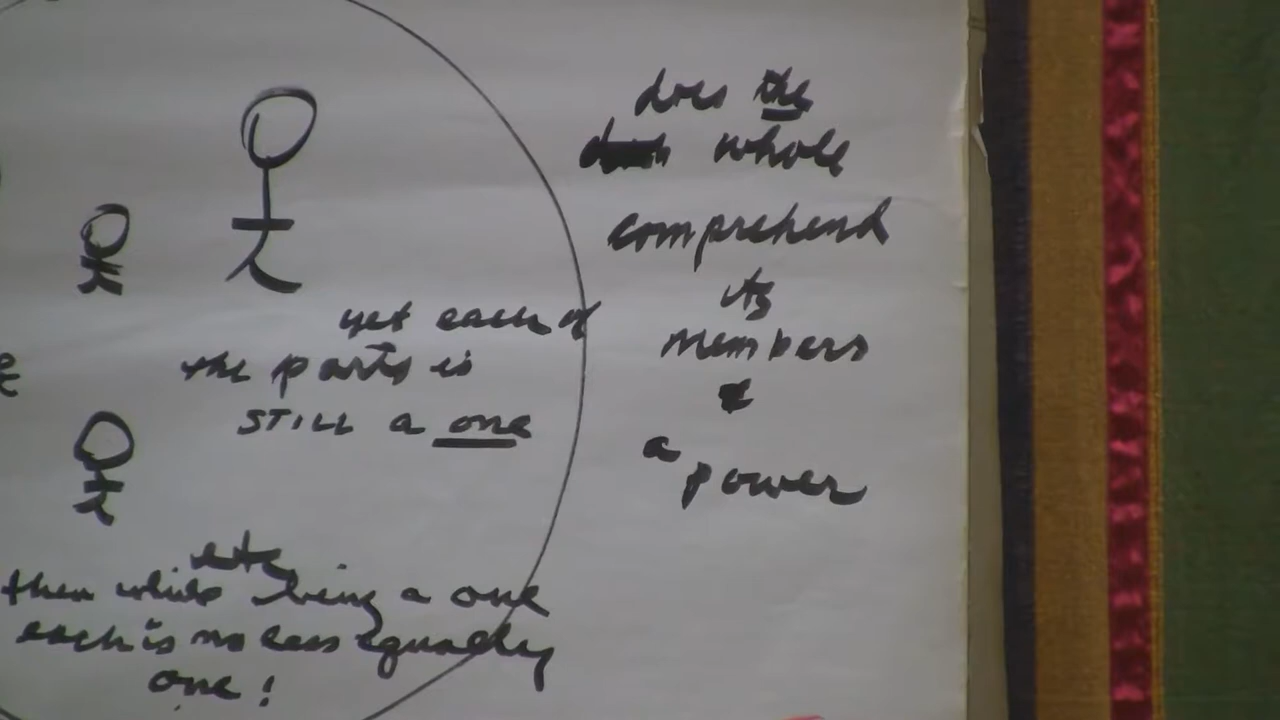 yet each of
the parts is
STILL a one
etc
then while being a one
each is no less equally
one!
does the
whole
comprehend
its
members
&
a power